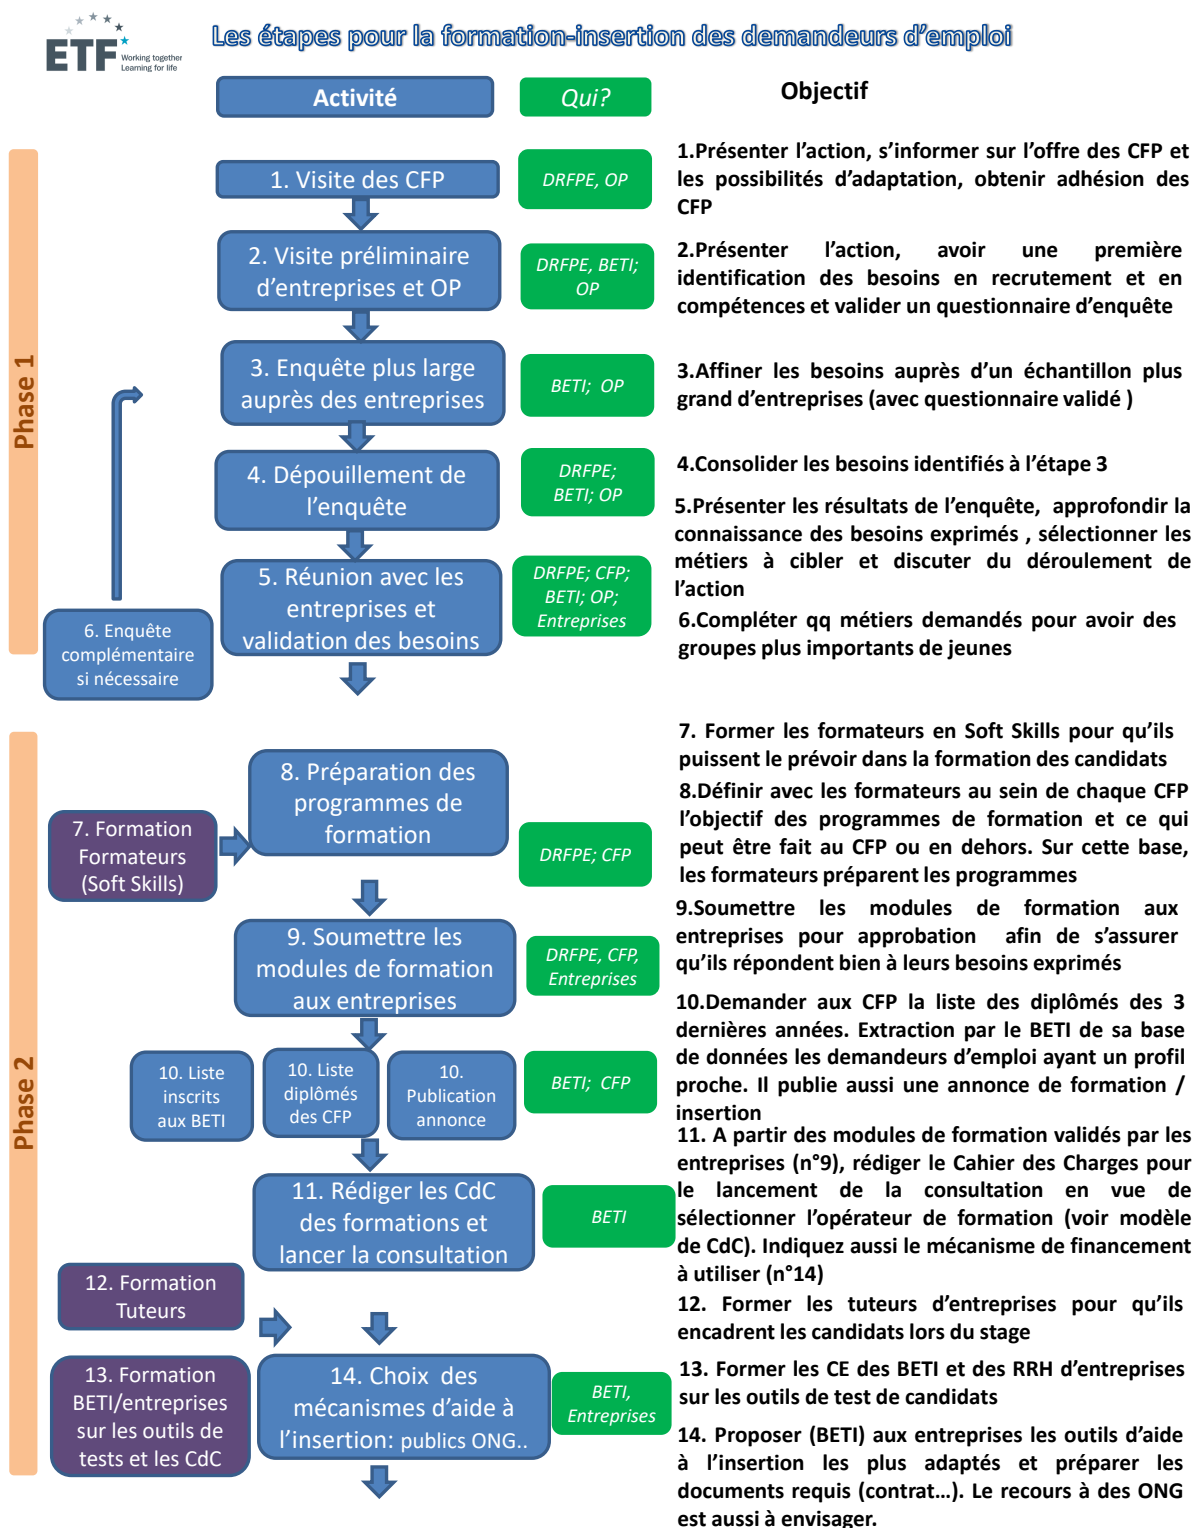 Les étapes pour la formation-insertion des demandeurs d'emploi
ETF
Working together
Learning for life
Activité
Qui?
Objectif
Phase 1
1. Visite des CFP
DRFPE, OP
1.Présenter l'action, s'informer sur l'offre des CFP et
les possibilités d'adaptation, obtenir adhésion des
CFP
2. Visite préliminaire
d'entreprises et OP
DRFPE, BETI;
OP
2.Présenter l'action, avoir une première
identification des besoins en recrutement et en
compétences et valider un questionnaire d'enquête
3. Enquête plus large
auprès des entreprises
BETI; OP
3.Affiner les besoins auprès d'un échantillon plus
grand d'entreprises (avec questionnaire validé )
4. Dépouillement de
l'enquête
DRFPE;
BETI; OP
4.Consolider les besoins identifiés à l'étape 3
5. Réunion avec les
entreprises et
validation des besoins
DRFPE; CFP;
BETI; OP;
Entreprises
5.Présenter les résultats de l'enquête, approfondir la
connaissance des besoins exprimés , sélectionner les
métiers à cibler et discuter du déroulement de
l'action
6. Enquête
complémentaire
si nécessaire
6.Compléter qq métiers demandés pour avoir des
groupes plus importants de jeunes
Phase 2
7. Formation
Formateurs
(Soft Skills)
7. Former les formateurs en Soft Skills pour qu'ils
puissent le prévoir dans la formation des candidats
8. Préparation des
programmes de
formation
DRFPE; CFP
8.Définir avec les formateurs au sein de chaque CFP
l'objectif des programmes de formation et ce qui
peut être fait au CFP ou en dehors. Sur cette base,
les formateurs préparent les programmes
9. Soumettre les
modules de formation
aux entreprises
DRFPE, CFP,
Entreprises
9.Soumettre les modules de formation aux
entreprises pour approbation afin de s'assurer
qu'ils répondent bien à leurs besoins exprimés
10. Liste
inscrits
aux BETI
10. Liste
diplômés
des CFP
10.
Publication
annonce
BETI; CFP
10.Demander aux CFP la liste des diplômés des 3
dernières années. Extraction par le BETI de sa base
de données les demandeurs d'emploi ayant un profil
proche. Il publie aussi une annonce de formation /
insertion
11. Rédiger les CdC
des formations et
lancer la consultation
BETI
11. A partir des modules de formation validés par les
entreprises (n°9), rédiger le Cahier des Charges pour
le lancement de la consultation en vue de
sélectionner l'opérateur de formation (voir modèle
de CdC). Indiquez aussi le mécanisme de financement
à utiliser (n°14)
12. Formation
Tuteurs
12. Former les tuteurs d'entreprises pour qu'ils
encadrent les candidats lors du stage
13. Formation
BETI/entreprises
sur les outils de
tests et les CdC
13. Former les CE des BETI et des RRH d'entreprises
sur les outils de test de candidats
14. Choix des
mécanismes d'aide à
l'insertion: publics ONG..
BETI,
Entreprises
14. Proposer (BETI) aux entreprises les outils d'aide
à l'insertion les plus adaptés et préparer les
documents requis (contrat…). Le recours à des ONG
est aussi à envisager.